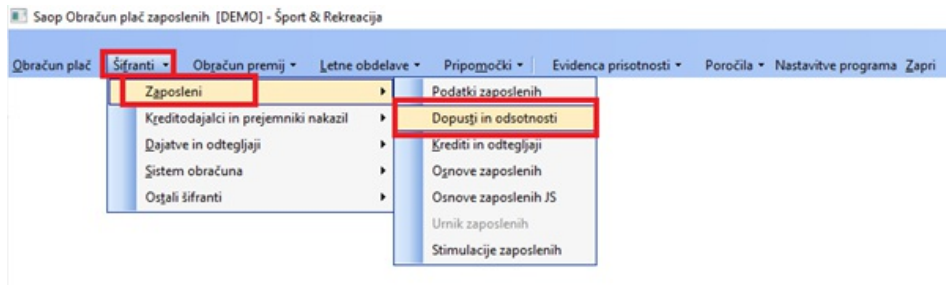 Saop Obračun plač zaposlenih [DEMO] - Šport & Rekreacija
Obračun plač Šifranti Obračun premij Letne obdelave Pripomočki Evidenca prisotnosti Poročila Nastavitve programa Zapri
Zaposleni
Kreditodajalci in prejemniki nakazil
Dajatve in odtegljaji
Sistem obračuna
Ostali šifranti
Podatki zaposlenih
Dopusti in odsotnosti
Krediti in odtegljaji
Osnove zaposlenih
Osnove zaposlenih JS
Urnik zaposlenih
Stimulacije zaposlenih